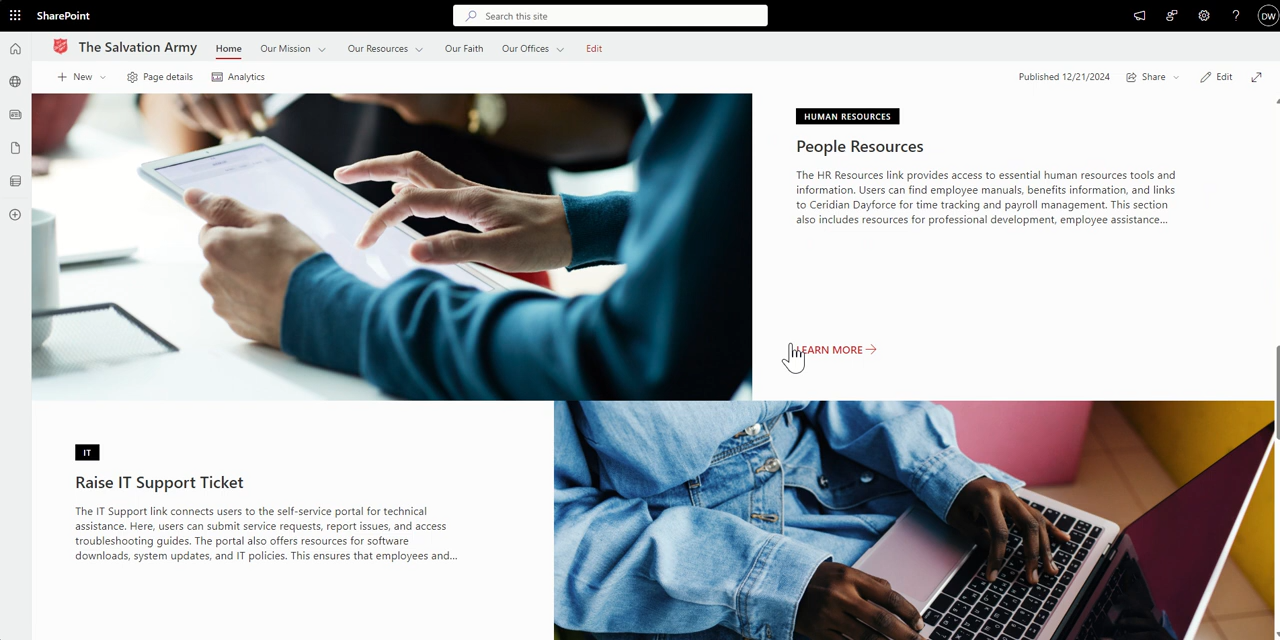 SharePoint
Search this site
DW
The Salvation Army
Home
Our Mission
Our Resources
Our Faith
Our Offices
Edit
New
Page details
Analytics
Published 12/21/2024
Share
Edit
HUMAN RESOURCES
People Resources
The HR Resources link provides access to essential human resources tools and
information. Users can find employee manuals, benefits information, and links
to Ceridian Dayforce for time tracking and payroll management. This section
also includes resources for professional development, employee assistance...
LEARN MORE
IT
Raise IT Support Ticket
The IT Support link connects users to the self-service portal for technical
assistance. Here, users can submit service requests, report issues, and access
troubleshooting guides. The portal also offers resources for software
downloads, system updates, and IT policies. This ensures that employees and...